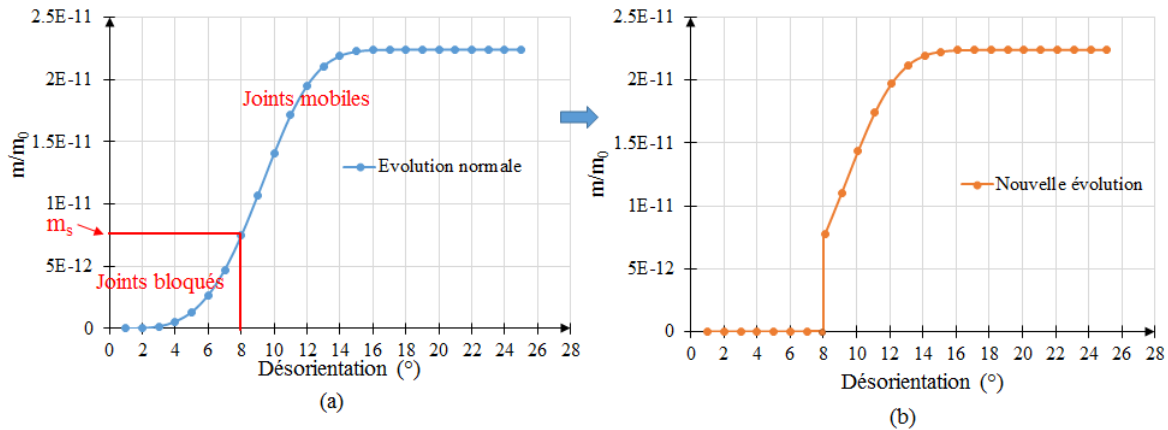 2.5E-11
2E-11
1.5E-11
1E-11
5E-12
0
m/m₀
mₛ
Joints mobiles
Joints bloqués
Evolution normale
0 2 4 6 8 10 12 14 16 18 20 22 24 26 28
Désorientation (°)
(a)
2.5E-11
2E-11
1.5E-11
1E-11
5E-12
0
m/m₀
Nouvelle évolution
0 2 4 6 8 10 12 14 16 18 20 22 24 26 28
Désorientation (°)
(b)